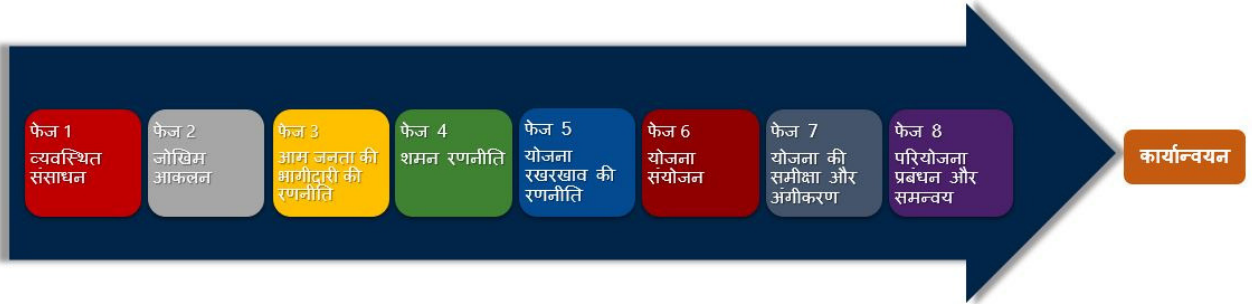 फेज 1
व्यवस्थित
संसाधन
फेज 2
जोखिम
आकलन
फेज 3
आम जनता की
भागीदारी की
रणनीति
फेज 4
शमन रणनीति
फेज 5
योजना
रखरखाव की
रणनीति
फेज 6
योजना
संयोजन
फेज 7
योजना की
समीक्षा और
अंगीकरण
फेज 8
परियोजना
प्रबंधन और
समन्वय
कार्यान्वयन